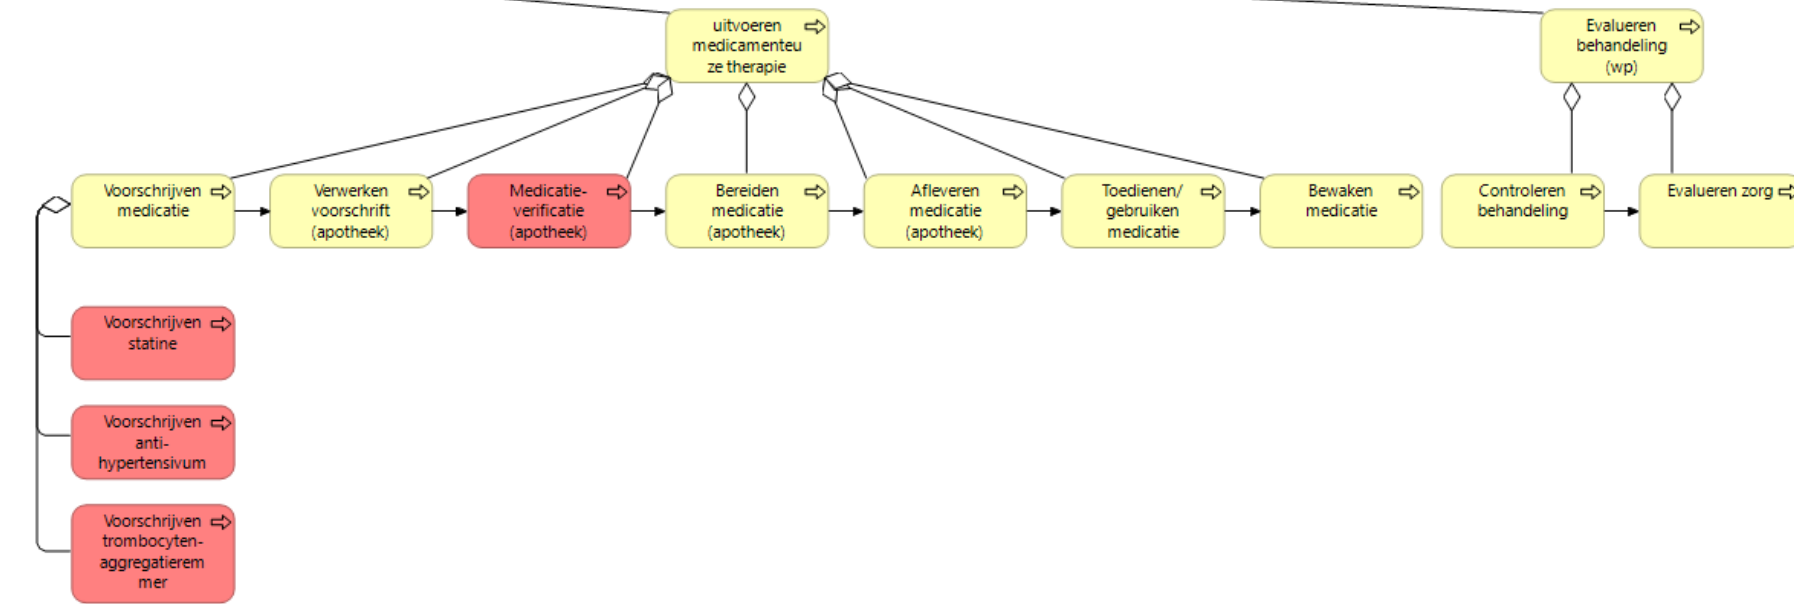 uitvoeren
medicamenteu
ze therapie
Evalueren
behandeling
(wp)
Voorschrijven
medicatie
Verwerken
voorschrift
(apotheek)
Medicatie-
verificatie
(apotheek)
Bereiden
medicatie
(apotheek)
Afleveren
medicatie
(apotheek)
Toedienen/
gebruiken
medicatie
Bewaken
medicatie
Controleren
behandeling
Evalueren zorg
Voorschrijven
statine
Voorschrijven
anti-
hypertensivum
Voorschrijven
trombocyten-
aggregatierem
mer